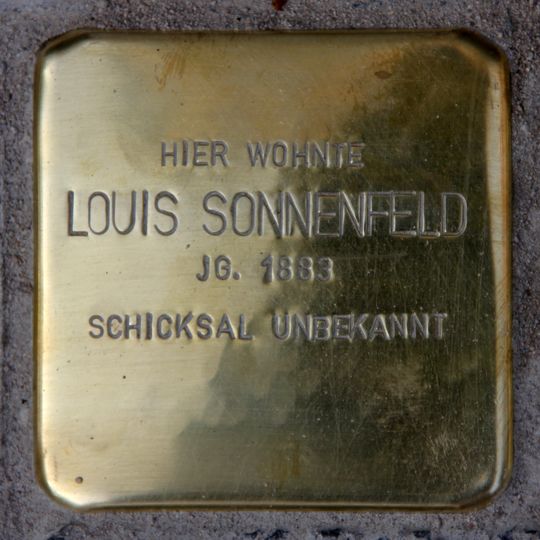 HIER WOHNTE
LOUIS SONNENFELD
JG. 1883
SCHICKSAL UNBEKANNT